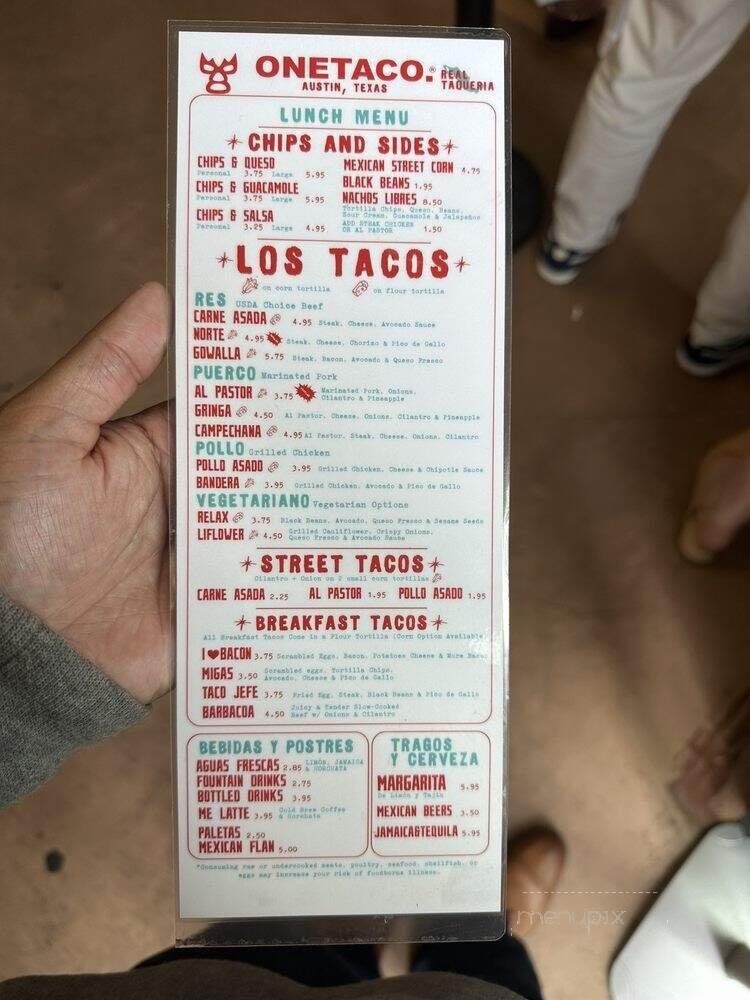 ONETACO.® REAL TAQUERIA
AUSTIN, TEXAS
LUNCH MENU
CHIPS AND SIDES
CHIPS & QUESO
Personal 3.75 Large 5.95
CHIPS & GUACAMOLE
Personal 3.75 Large 5.95
CHIPS & SALSA
Personal 3.25 Large 4.95
MEXICAN STREET CORN 4.75
BLACK BEANS 1.95
NACHOS LIBRES 8.50
Tortilla Chips, Queso, Beans,
Sour Cream, Guacamole & Jalapeños
ADD STEAK CHICKEN
OR AL PASTOR 1.50
LOS TACOS
on corn tortilla on flour tortilla
RES USDA Choice Beef
CARNE ASADA 4.95 Steak, Cheese, Avocado Sauce
NORTE 4.95 Steak, Cheese, Chorizo & Pico de Gallo
GOWALLA 5.75 Steak, Bacon, Avocado & Queso Fresco
PUERCO Marinated Pork
AL PASTOR 3.75 Marinated Pork, Onions,
Cilantro & Pineapple
GRINGA 4.50 Al Pastor, Cheese, Onions, Cilantro & Pineapple
CAMPECHANA 4.95 Al Pastor, Steak, Cheese, Onions, Cilantro
POLLO Grilled Chicken
POLLO ASADO 3.95 Grilled Chicken, Cheese & Chipotle Sauce
BANDERA 3.95 Grilled Chicken, Avocado & Pico de Gallo
VEGETARIANO Vegetarian Options
RELAX 3.75 Black Beans, Avocado, Queso Fresco & Sesame Seeds
LIFLOWER 4.50 Grilled Cauliflower, Crispy Onions,
Queso Fresco & Avocado Sauce
STREET TACOS
Cilantro + Onion on 2 small corn tortillas
CARNE ASADA 2.25 AL PASTOR 1.95 POLLO ASADO 1.95
BREAKFAST TACOS
All Breakfast Tacos Come in a Flour Tortilla (Corn Option Available
I ♥ BACON 3.75 Scrambled Eggs, Bacon, Potatoes Cheese & More Bacon
MIGAS 3.50 Scrambled eggs, Tortilla Chips,
Avocado, Cheese & Pico de Gallo
TACO JEFE 3.75 Fried Egg, Steak, Black Beans & Pico de Gallo
BARBACOA 4.50 Juicy & Tender Slow-Cooked
Beef w/ Onions & Cilantro
BEBIDAS Y POSTRES
AGUAS FRESCAS 2.85 LIMÓN, JAMAICA
& HORCHATA
FOUNTAIN DRINKS 2.75
BOTTLED DRINKS 3.95
ME LATTE 3.95 Cold Brew Coffee
& Horchata
PALETAS 2.50
MEXICAN FLAN 5.00
TRAGOS
Y CERVEZA
MARGARITA 5.95
De Limón y Tajín
MEXICAN BEERS 3.50
JAMAICA&TEQUILA 5.95
*Consuming raw or undercooked meats, poultry, seafood, shellfish, or
eggs may increase your risk of foodborne illness.
menupix